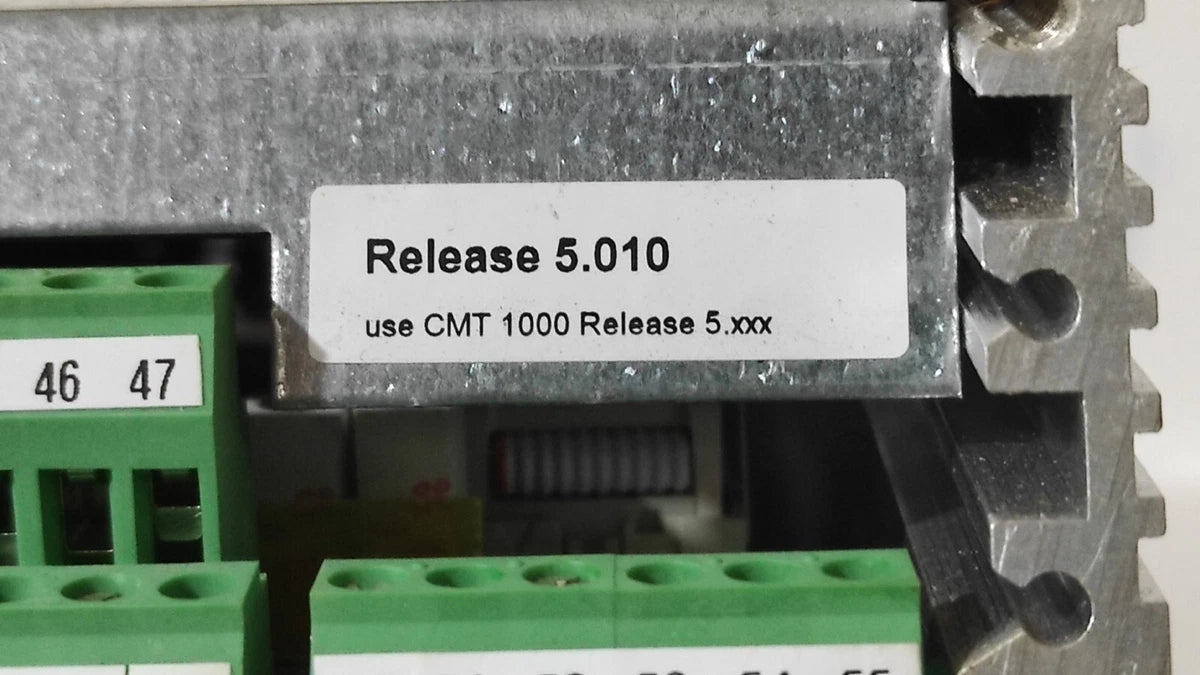 Release 5.010
use CMT 1000 Release 5.xxx
46 47